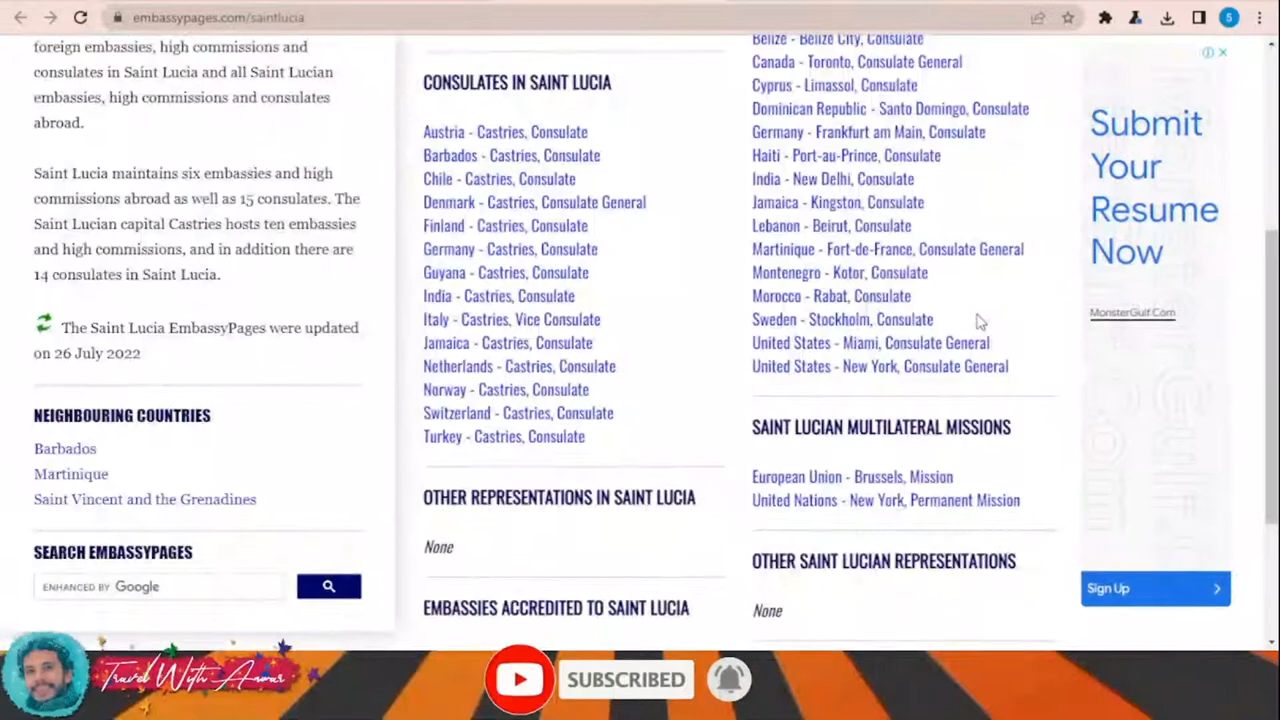 embassypages.com/saintlucia
5
foreign embassies, high commissions and
consulates in Saint Lucia and all Saint Lucian
embassies, high commissions and consulates
abroad.
Saint Lucia maintains six embassies and high
commissions abroad as well as 15 consulates. The
Saint Lucian capital Castries hosts ten embassies
and high commissions, and in addition there are
14 consulates in Saint Lucia.
The Saint Lucia EmbassyPages were updated
on 26 July 2022
NEIGHBOURING COUNTRIES
Barbados
Martinique
Saint Vincent and the Grenadines
SEARCH EMBASSYPAGES
ENHANCED BY Google
CONSULATES IN SAINT LUCIA
Austria - Castries, Consulate
Barbados - Castries, Consulate
Chile - Castries, Consulate
Denmark - Castries, Consulate General
Finland - Castries, Consulate
Germany - Castries, Consulate
Guyana - Castries, Consulate
India - Castries, Consulate
Italy - Castries, Vice Consulate
Jamaica - Castries, Consulate
Netherlands - Castries, Consulate
Norway - Castries, Consulate
Switzerland - Castries, Consulate
Turkey - Castries, Consulate
OTHER REPRESENTATIONS IN SAINT LUCIA
None
EMBASSIES ACCREDITED TO SAINT LUCIA
Belize - Belize City, Consulate
Canada - Toronto, Consulate General
Cyprus - Limassol, Consulate
Dominican Republic - Santo Domingo, Consulate
Germany - Frankfurt am Main, Consulate
Haiti - Port-au-Prince, Consulate
India - New Delhi, Consulate
Jamaica - Kingston, Consulate
Lebanon - Beirut, Consulate
Martinique - Fort-de-France, Consulate General
Montenegro - Kotor, Consulate
Morocco - Rabat, Consulate
Sweden - Stockholm, Consulate
United States - Miami, Consulate General
United States - New York, Consulate General
SAINT LUCIAN MULTILATERAL MISSIONS
European Union - Brussels, Mission
United Nations - New York, Permanent Mission
OTHER SAINT LUCIAN REPRESENTATIONS
None
Submit
Your
Resume
Now
MonsterGulf.Com
Sign Up
Travel With Amour
SUBSCRIBED